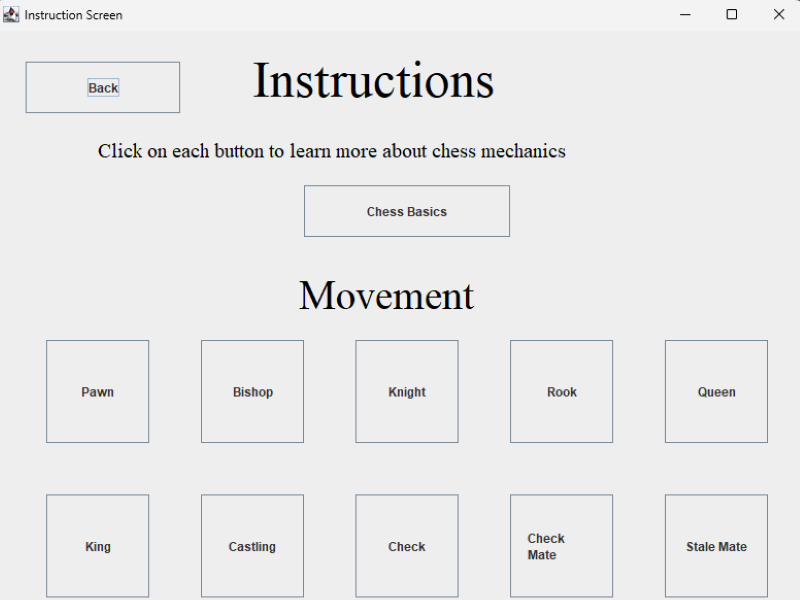 Instruction Screen
Back
Instructions
Click on each button to learn more about chess mechanics
Chess Basics
Movement
Pawn
Bishop
Knight
Rook
Queen
King
Castling
Check
Check
Mate
Stale Mate